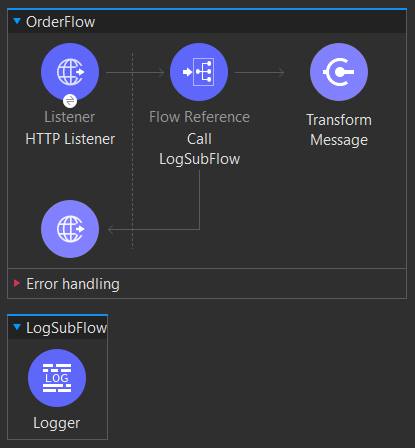 OrderFlow
Listener
HTTP Listener
Flow Reference
Call
LogSubFlow
Transform
Message
Error handling
LogSubFlow
LOG
Logger